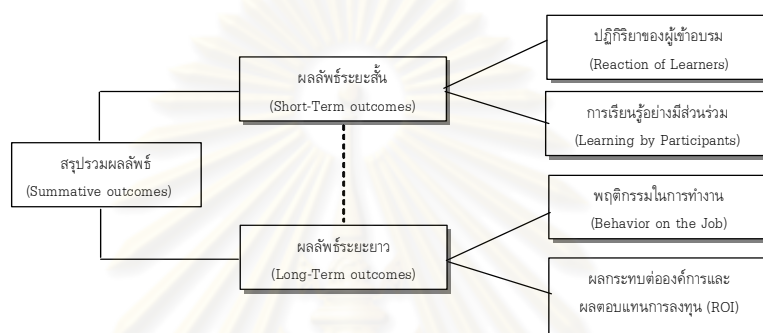 สรุปรวมผลลัพธ์
(Summative outcomes)
ผลลัพธ์ระยะสั้น
(Short-Term outcomes)
ปฏิกิริยาของผู้เข้าอบรม
(Reaction of Learners)
การเรียนรู้อย่างมีส่วนร่วม
(Learning by Participants)
ผลลัพธ์ระยะยาว
(Long-Term outcomes)
พฤติกรรมในการทำงาน
(Behavior on the Job)
ผลกระทบต่อองค์การและ
ผลตอบแทนการลงทุน (ROI)